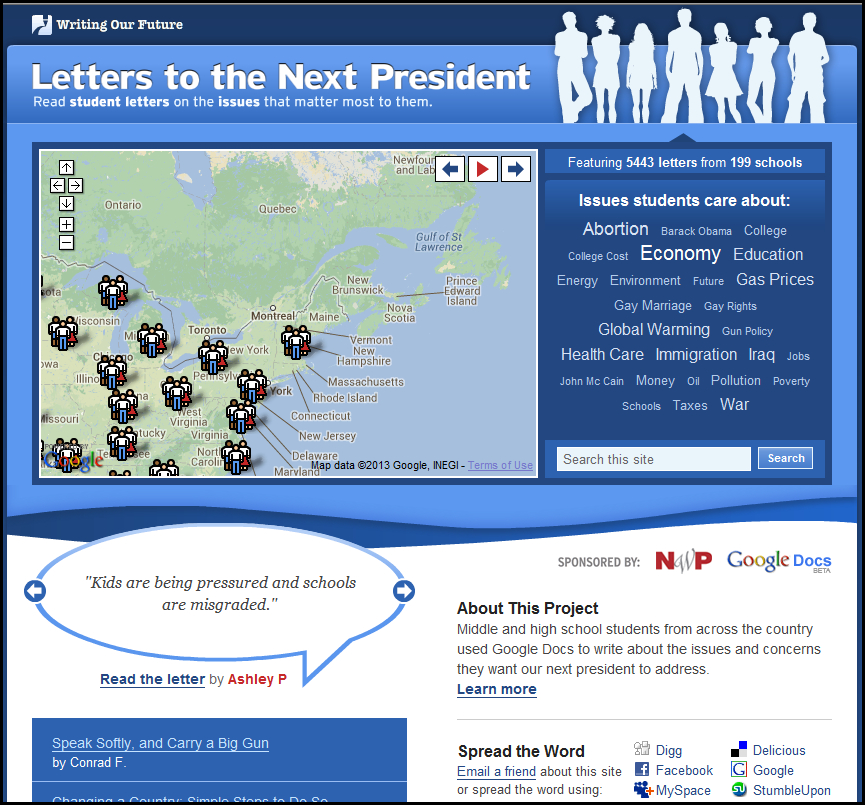 Writing Our Future
Letters to the Next President
Read student letters on the issues that matter most to them.
Newfou
and Lab
Ontario
Quebec
Gulf of St
Lawrence
New
Brunswick
Prince
Edward
Island
Nova
Scotia
Montreal
Maine
Toronto
Vermont
New
Hampshire
Massachusetts
Rhode Island
Connecticut
New Jersey
Delaware
Maryland
isconsin
Mi
Illino
ew York
Pennsylv
York
West
Virginia
Virginia
North
Carol
tucky
issouri
owa
sota
Google
Map data ©2013 Google, INEGI - Terms of Use
Featuring 5443 letters from 199 schools
Issues students care about:
Abortion Barack Obama College
College Cost Economy Education
Energy Environment Future Gas Prices
Gay Marriage Gay Rights
Global Warming Gun Policy
Health Care Immigration Iraq Jobs
John Mc Cain Money Oil Pollution Poverty
Schools Taxes War
Search this site Search
"Kids are being pressured and schools
are misgraded."
Read the letter by Ashley P
Speak Softly, and Carry a Big Gun
by Conrad F.
Changing a Country: Simple Steps to Do So
SPONSORED BY: NWP Google Docs
BETA
About This Project
Middle and high school students from across the country
used Google Docs to write about the issues and concerns
they want our next president to address.
Learn more
Spread the Word
Email a friend about this site
or spread the word using:
Digg
Facebook
MySpace
Delicious
Google
StumbleUpon